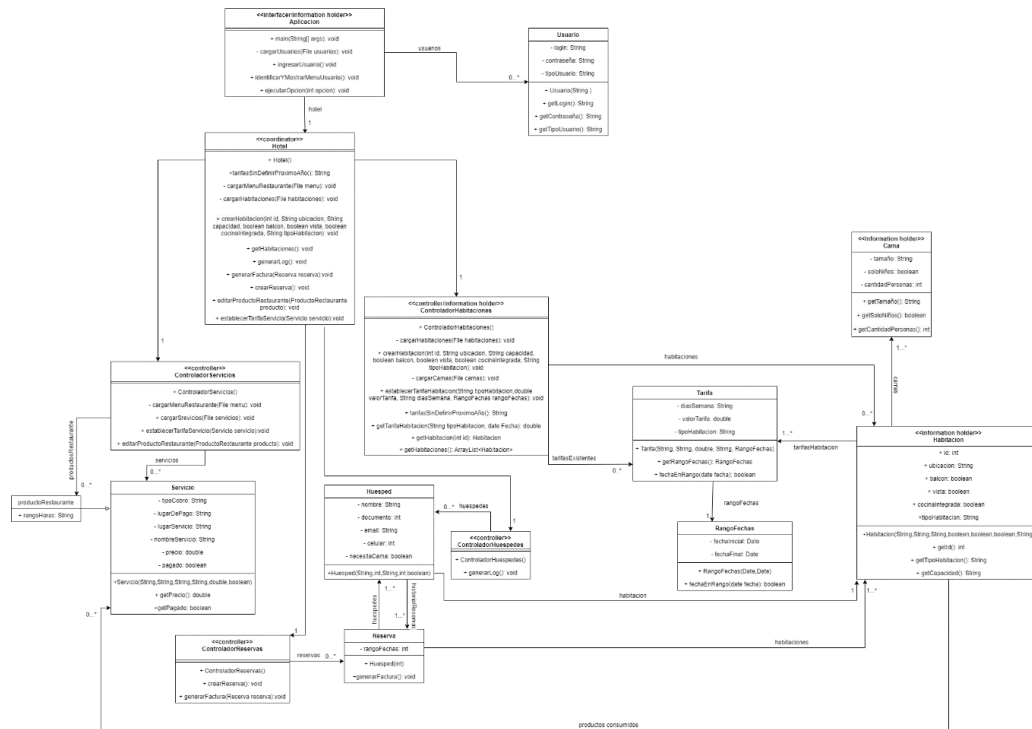 <<interfacer/information holder>>
Aplicacion
+ main(String[] args): void
- cargarUsuarios(File usuarios): void
+ ingresarUsuario():void
+ identificarYMostrarMenuUsuario(): void
+ ejecutarOpcion(int opcion): void
usuarios
0...*
Usuario
- login: String
- contraseña: String
- tipoUsuario: String
+ Usuario(String )
+ getLogin(): String
+ getContraseña(): String
+ getTipoUsuario(): String
hotel
1
<<coordinator>>
Hotel
+ Hotel()
+tarifasSinDefinirProximoAño(): String
- cargarMenuRestaurante(File menu): void
- cargarHabitaciones(File habitaciones): void
+ crearHabitacion(int id, String ubicacion, String
capacidad, boolean balcon, boolean vista, boolean
cocinaIntegrada, String tipoHabitacion): void
+ getHabitaciones(): void
+ generarLog(): void
+ generarFactura(Reserva reserva):void
+ crearReserva(): void
+ editarProductoRestaurante(ProductoRestaurante
producto): void
+ establecerTarifaServicio(Servicio servicio):void
1
1
<<information holder>>
Cama
- tamaño: String
- soloNiños: boolean
- cantidadPersonas: int
+ getTamaño(): String
+ getSoloNiños(): boolean
+ getCantidadPersonas(): int
1...*
camas
<<controller/information holder>>
ControladorHabitaciones
+ ControladorHabitaciones()
- cargarHabitaciones(File habitaciones): void
+ crearHabitacion(int id, String ubicacion, String capacidad,
boolean balcon, boolean vista, boolean cocinaIntegrada, String
tipoHabitacion): void
- cargarCamas(File camas): void
+ establecerTarifaHabitacion(String tipoHabitacion,double
valorTarifa, String diasSemana, RangoFechas rangoFechas): void
+ tarifasSinDefinirProximoAño(): String
+ getTarifaHabitacion(String tipoHabitacion, date Fecha): double
+ getHabitacion(int id): Habitacion
+ getHabitaciones(): ArrayList<Habitacion>
habitaciones
0...*
<<controller>>
ControladorServicios
+ ControladorServicios()
- cargarMenuRestaurante(File menu): void
+ cargarSrevicios(File servicios): void
+ establecerTarifaServicio(Servicio servicio):void
+ editarProductoRestaurante(ProductoRestaurante producto): void
productosRestaurante
0...*
servicios
0...*
Tarifa
- diasSemana: String
- valorTarifa: double
- tipoHabitacion: String
+ Tarifa(String, String, double, String, RangoFechas)
+ getRangoFechas(): RangoFechas
+ fechaEnRango(date fecha): boolean
tarifasExistentes
0..*
1...*
tarifasHabitacion
<<information holder>>
Habitacion
+ id: int
+ ubicacion: String
+ balcon: boolean
+ vista: boolean
+ cocinaIntegrada: boolean
+tipoHabitacion: String
+Habitacion(String,String,String,boolean,boolean,boolean,String)
+ getId(): int
+ getTipoHabitacion(): String
+ getCapacidad(): String
productoRestaurante
+ rangoHoras: String
Servicio
- tipoCobro: String
- lugarDePago: String
- lugarServicio: String
- nombreServicio: String
- precio: double
- pagado: boolean
+Servicio(String,String,String,String,double,boolean)
+ getPrecio(): double
+getPagado: boolean
0...*
Huesped
- nombre: String
- documento: int
- email: String
- celular: int
- necesitaCama: boolean
+Huesped(String,int,String,int,boolean)
0...*
huespedes
1
<<controller>>
ControladorHuespedes
+ ControladorHuespedes()
+ generarLog(): void
rangoFechas
1
RangoFechas
- fechaInicial: Date
- fechaFinal: Date
+ RangoFechas(Date,Date)
+ fechaEnRango(date fecha): boolean
habitacion
1
1...*
1...*
huespedes
historialReservas
1...*
1
<<controller>>
ControladorReservas
+ ControladorReservas()
+ crearReserva(): void
+ generarFactura(Reserva reserva):void
reservas
0...*
Reserva
- rangoFechas: int
+ Huesped(int)
+generarFactura(): void
habitaciones
productos consumidos